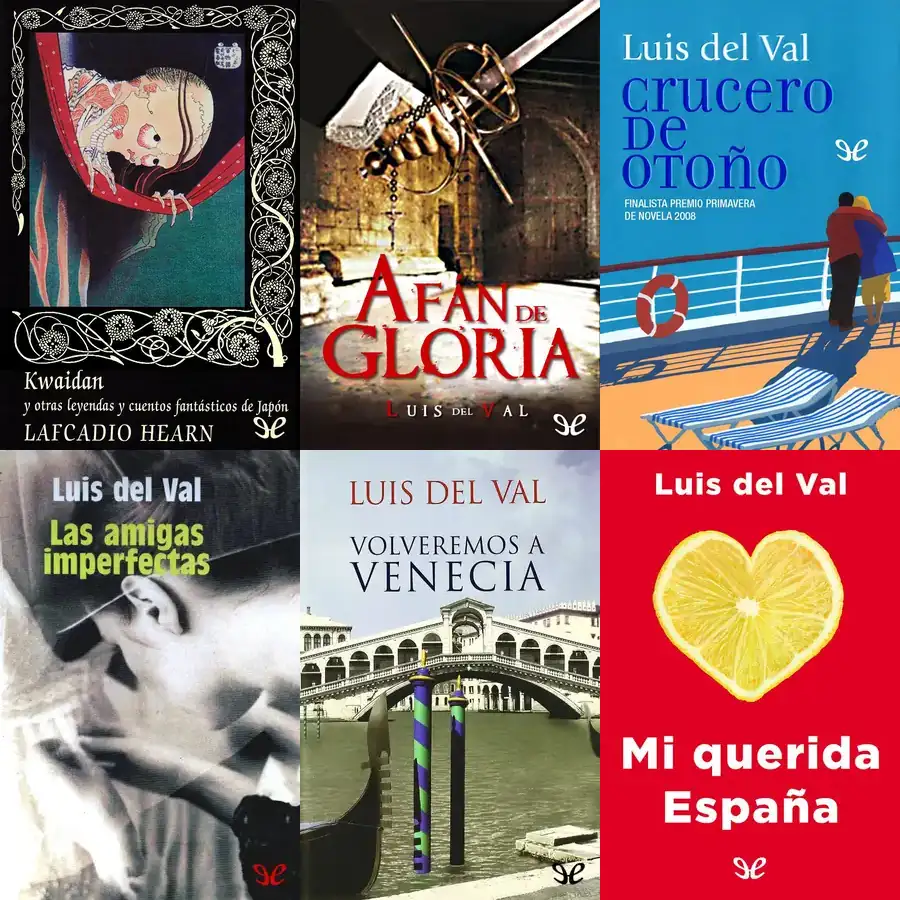 Kwaidan
y otras leyendas y cuentos fantásticos de Japón
LAFCADIO HEARN
AFAN DE
GLORIA
LUIS DEL VAL
Luis del Val
crucero
DE
OTOÑO
FINALISTA PREMIO PRIMAVERA
DE NOVELA 2008
Luis del Val
Las amigas
imperfectas
LUIS DEL VAL
VOLVEREMOS A
VENECIA
Luis del Val
Mi querida
España